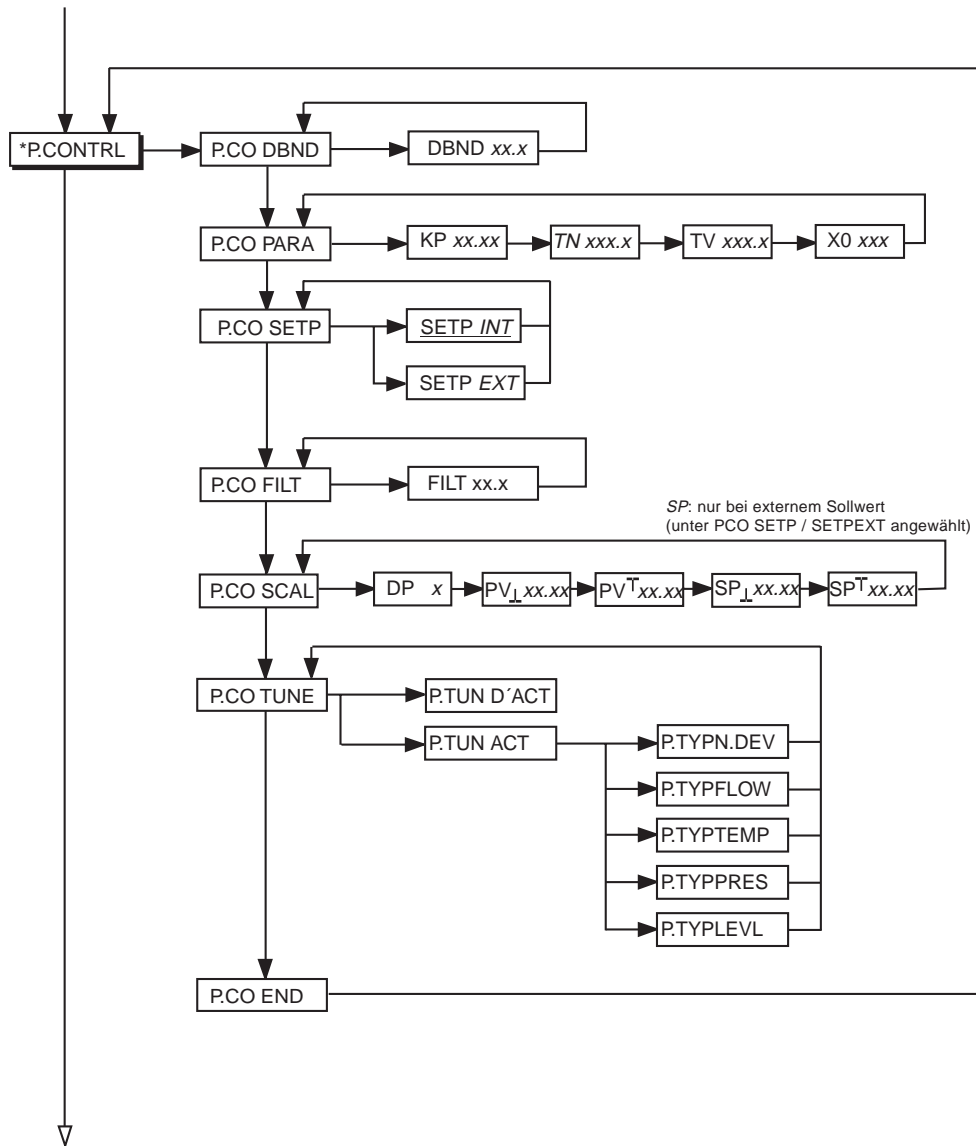 *P.CONTRL
P.CO DBND
DBND xx.x
P.CO PARA
KP xx.xx
TN xxx.x
TV xxx.x
X0 xxx
P.CO SETP
SETP INT
SETP EXT
P.CO FILT
FILT xx.x
SP: nur bei externem Sollwert
(unter PCO SETP / SETPEXT angewählt)
P.CO SCAL
DP x
PV⊥ xx.xx
PV⊤ xx.xx
SP⊥ xx.xx
SP⊤ xx.xx
P.CO TUNE
P.TUN D´ACT
P.TUN ACT
P.TYPN.DEV
P.TYPFLOW
P.TYPTEMP
P.TYPPRES
P.TYPLEVL
P.CO END